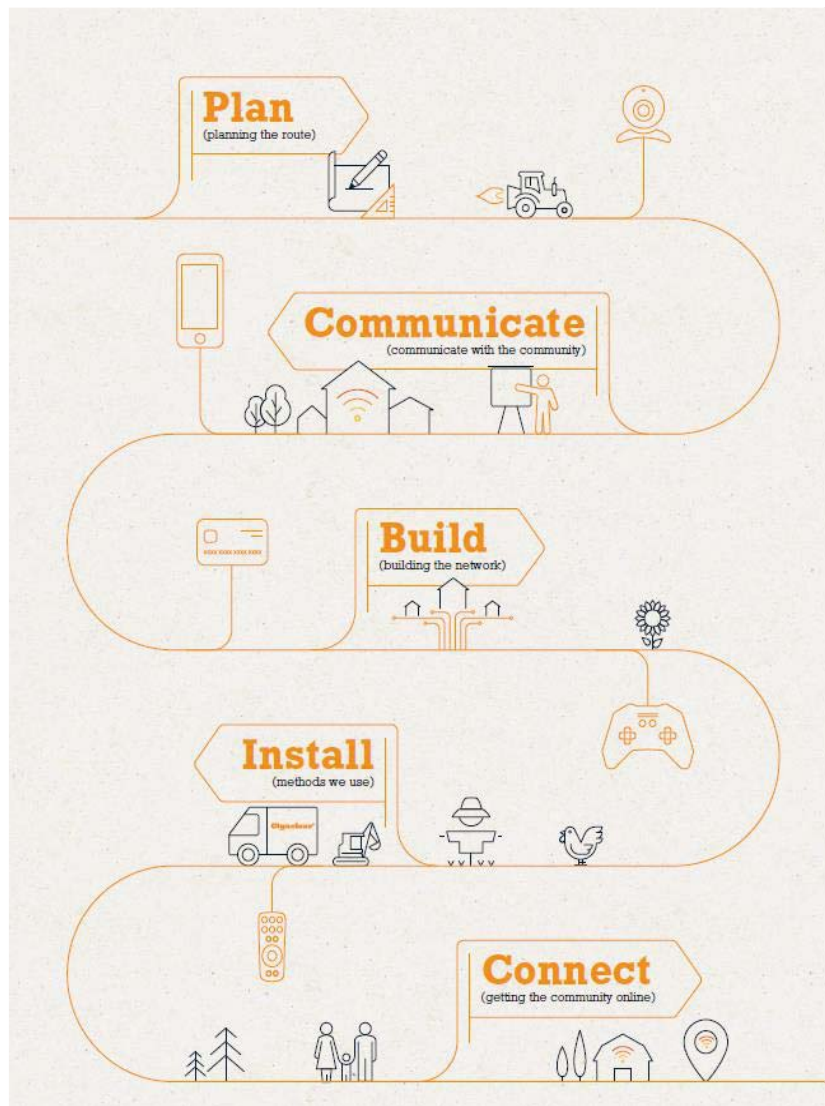 Plan
(planning the route)
Communicate
(communicate with the community)
Build
(building the network)
Install
(methods we use)
Gigaclear
Connect
(getting the community online)